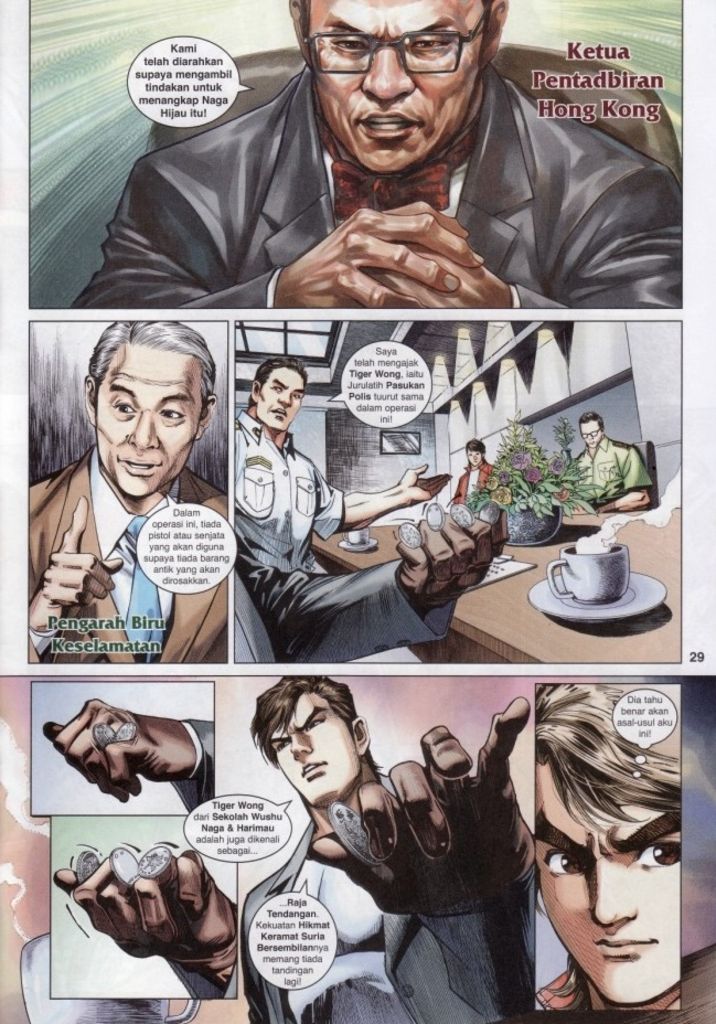 Kami
telah diarahkan
supaya mengambil
tindakan untuk
menangkap Naga
Hijau itu!
Ketua
Pentadbiran
Hong Kong
Dalam
operasi ini, tiada
pistol atau senjata
yang akan diguna
supaya tiada barang
antik yang akan
dirosakkan.
Pengarah Biru
Keselamatan
Saya
telah mengajak
Tiger Wong, iaitu
Jurulatih Pasukan
Polis tuurut sama
dalam operasi
ini!
29
Tiger Wong
dari Sekolah Wushu
Naga & Harimau
adalah juga dikenali
sebagai...
...Raja
Tendangan.
Kekuatan Hikmat
Keramat Suria
Bersembilannya
memang tiada
tandingan
lagi!
Dia tahu
benar akan
asal-usul aku
ini!